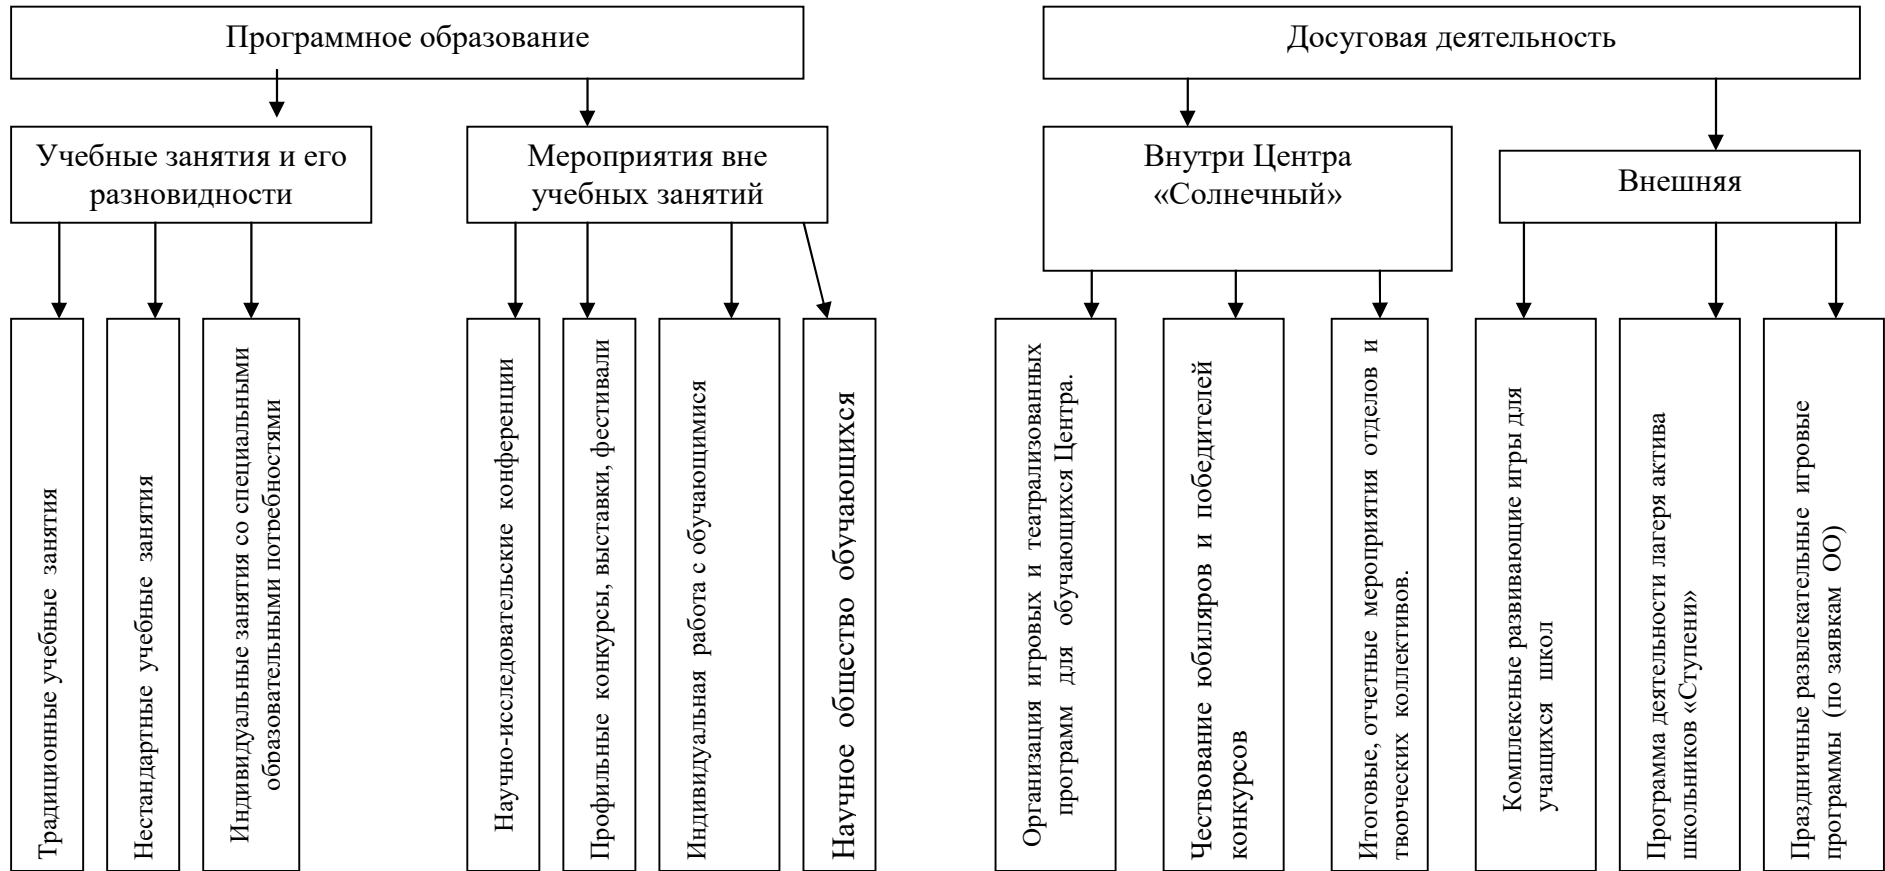 Программное образование
Досуговая деятельность
Учебные занятия и его
разновидности
Мероприятия вне
учебных занятий
Внутри Центра
«Солнечный»
Внешняя
Традиционные учебные занятия
Нестандартные учебные занятия
Индивидуальные занятия со специальными
образовательными потребностями
Научно-исследовательские конференции
Профильные конкурсы, выставки, фестивали
Индивидуальная работа с обучающимися
Научное общество обучающихся
Организация игровых и театрализованных
программ для обучающихся Центра.
Чествование юбиляров и победителей
конкурсов
Итоговые, отчетные мероприятия отделов и
творческих коллективов.
Комплексные развивающие игры для
учащихся школ
Программа деятельности лагеря актива
школьников «Ступени»
Праздничные развлекательные игровые
программы (по заявкам ОО)